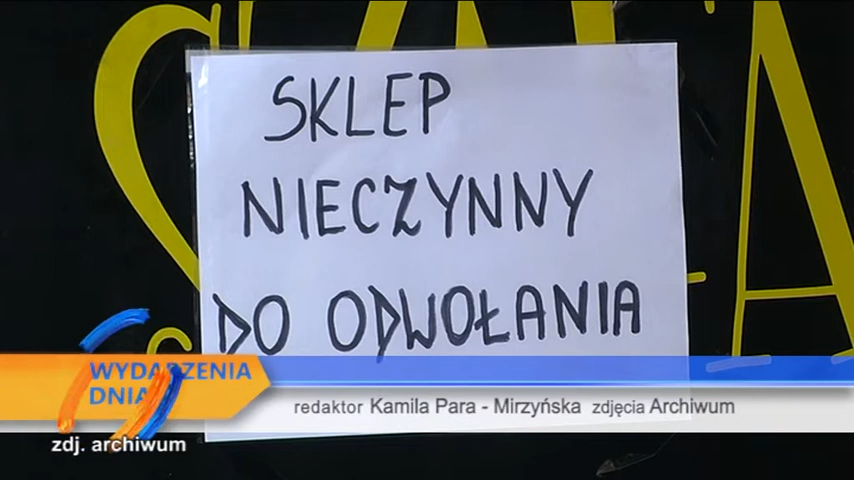 SKLEP
NIECZYNNY
DO ODWOŁANIA
WYDARZENIA
DNIA
redaktor Kamila Para - Mirzyńska zdjęcia Archiwum
zdj. archiwum